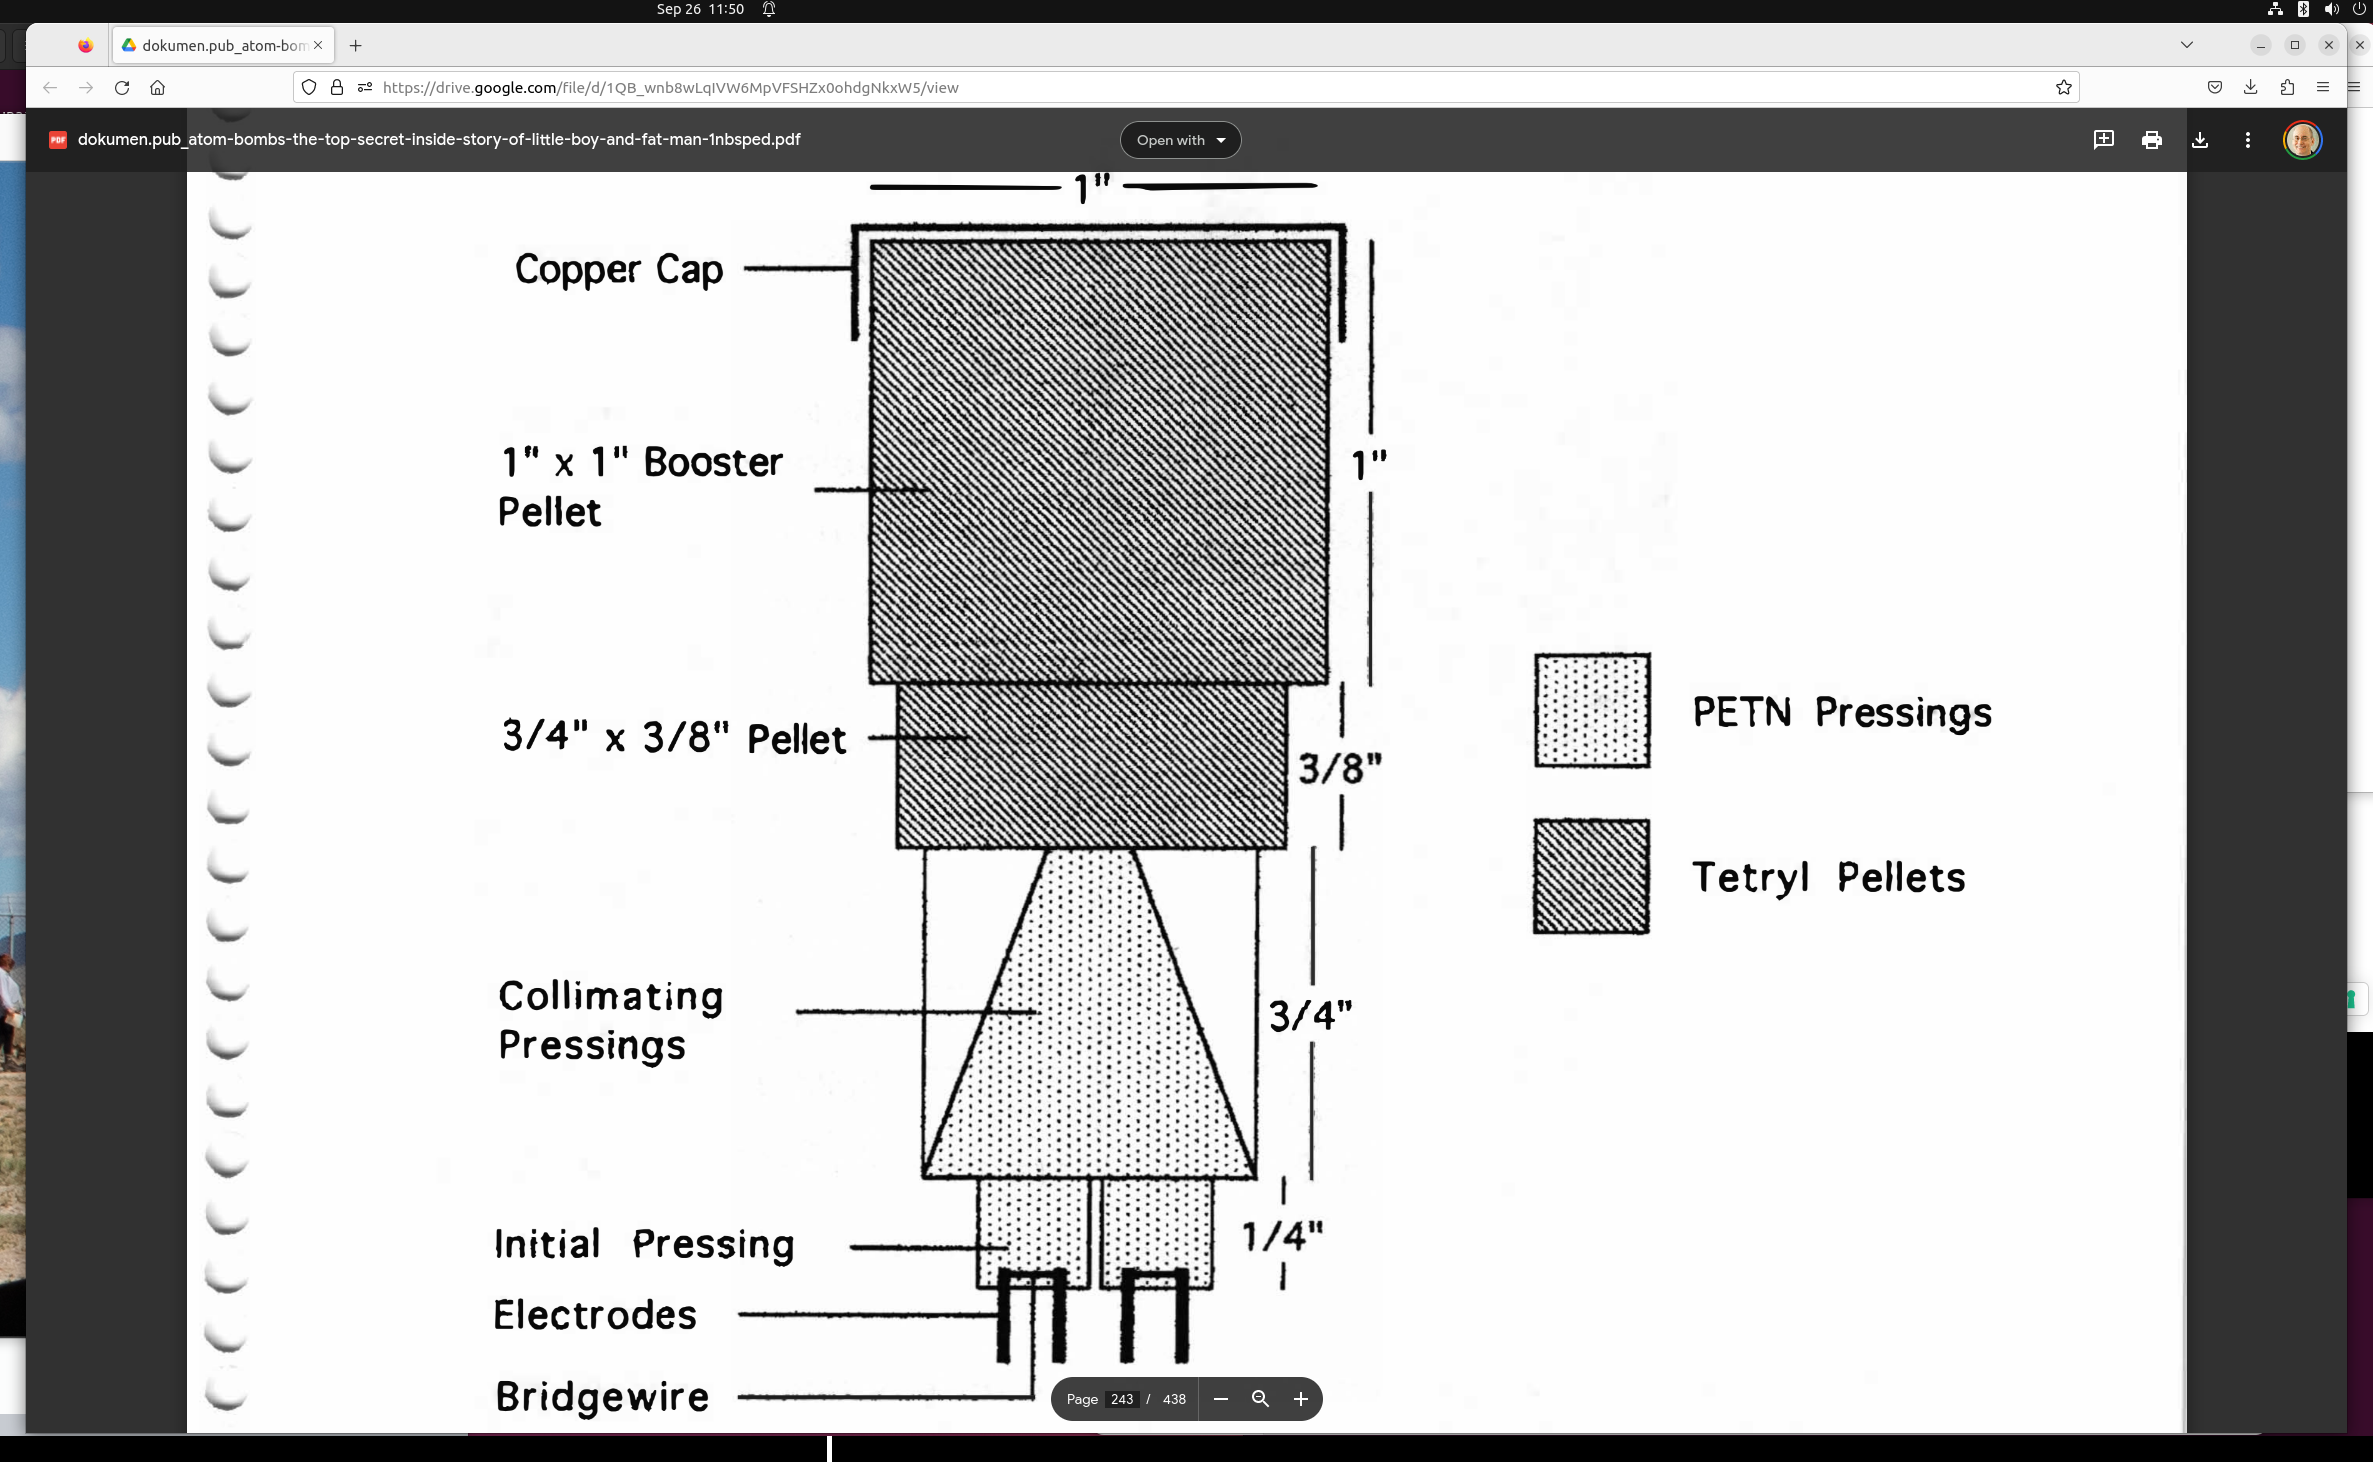 Sep 26 11:50
dokumen.pub_atom-bom
https://drive.google.com/file/d/1QB_wnb8wLqIVW6MpVFSHZx0ohdgNkxW5/view
PDF dokumen.pub_atom-bombs-the-top-secret-inside-story-of-little-boy-and-fat-man-1nbsped.pdf
Open with
1"
Copper Cap
1" x 1" Booster
Pellet
1"
3/4" x 3/8" Pellet
3/8"
PETN Pressings
Tetryl Pellets
Collimating
Pressings
3/4"
Initial Pressing
1/4"
Electrodes
Bridgewire
Page 243 / 438